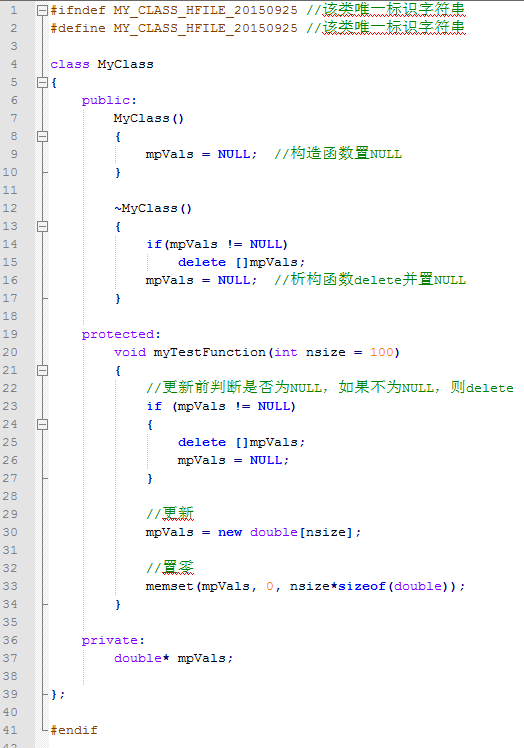 1 #ifndef MY_CLASS_HFILE_20150925 //该类唯一标识字符串
2 #define MY_CLASS_HFILE_20150925 //该类唯一标识字符串
3
4 class MyClass
5 {
6     public:
7         MyClass()
8         {
9             mpVals = NULL;  //构造函数置NULL
10         }
11
12         ~MyClass()
13         {
14             if(mpVals != NULL)
15                 delete []mpVals;
16             mpVals = NULL;  //析构函数delete并置NULL
17         }
18
19     protected:
20         void myTestFunction(int nsize = 100)
21         {
22             //更新前判断是否为NULL，如果不为NULL，则delete
23             if (mpVals != NULL)
24             {
25                 delete []mpVals;
26                 mpVals = NULL;
27             }
28
29             //更新
30             mpVals = new double[nsize];
31
32             //置零
33             memset(mpVals, 0, nsize*sizeof(double));
34         }
35
36     private:
37         double* mpVals;
38
39 };
40
41 #endif